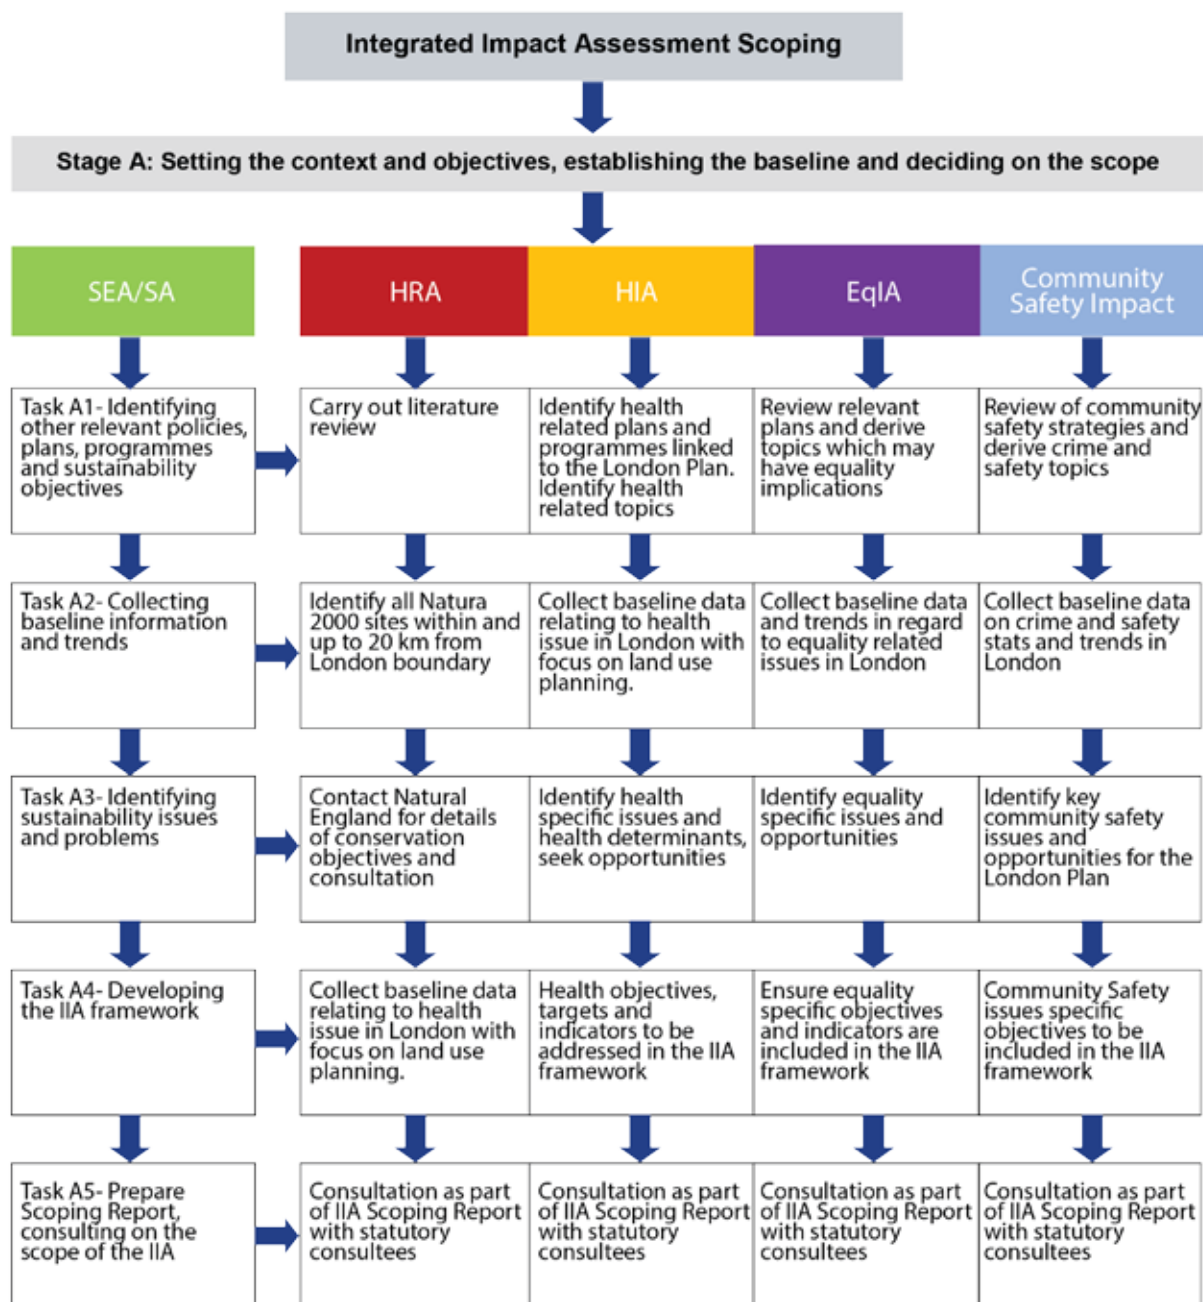 Integrated Impact Assessment Scoping
Stage A: Setting the context and objectives, establishing the baseline and deciding on the scope
SEA/SA
HRA
HIA
EqIA
Community
Safety Impact
Task A1- Identifying
other relevant policies,
plans, programmes
and sustainability
objectives
Carry out literature
review
Identify health
related plans and
programmes linked
to the London Plan.
Identify health
related topics
Review relevant
plans and derive
topics which may
have equality
implications
Review of community
safety strategies and
derive crime and
safety topics
Task A2- Collecting
baseline information
and trends
Identify all Natura
2000 sites within and
up to 20 km from
London boundary
Collect baseline data
relating to health
issue in London with
focus on land use
planning.
Collect baseline data
and trends in regard
to equality related
issues in London
Collect baseline data
on crime and safety
stats and trends in
London
Task A3- Identifying
sustainability issues
and problems
Contact Natural
England for details
of conservation
objectives and
consultation
Identify health
specific issues and
health determinants,
seek opportunities
Identify equality
specific issues and
opportunities
Identify key
community safety
issues and
opportunities for the
London Plan
Task A4- Developing
the IIA framework
Collect baseline data
relating to health
issue in London with
focus on land use
planning.
Health objectives,
targets and
indicators to be
addressed in the IIA
framework
Ensure equality
specific objectives
and indicators are
included in the IIA
framework
Community Safety
issues specific
objectives to be
included in the IIA
framework
Task A5- Prepare
Scoping Report,
consulting on the
scope of the IIA
Consultation as part
of IIA Scoping Report
with statutory
consultees
Consultation as part
of IIA Scoping Report
with statutory
consultees
Consultation as part
of IIA Scoping Report
with statutory
consultees
Consultation as part
of IIA Scoping Report
with statutory
consultees